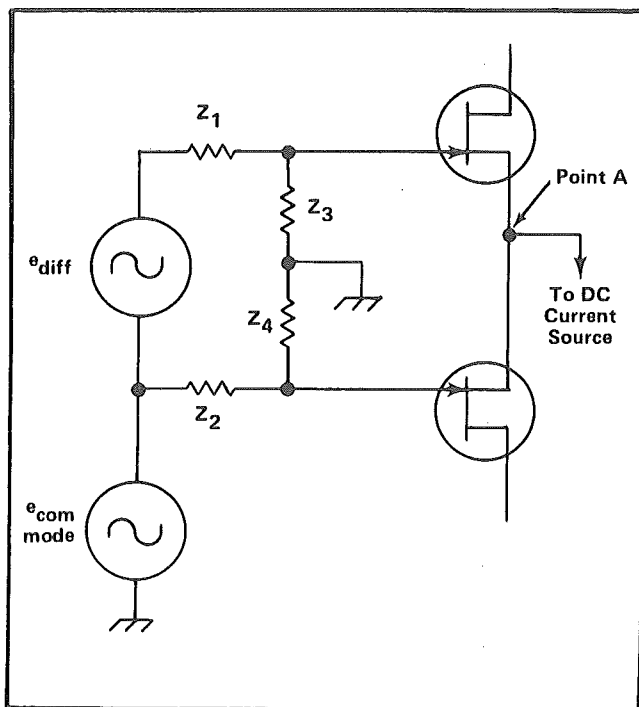 Z1
Z3
Point A
ediff
Z4
To DC
Current
Source
Z2
ecom
mode